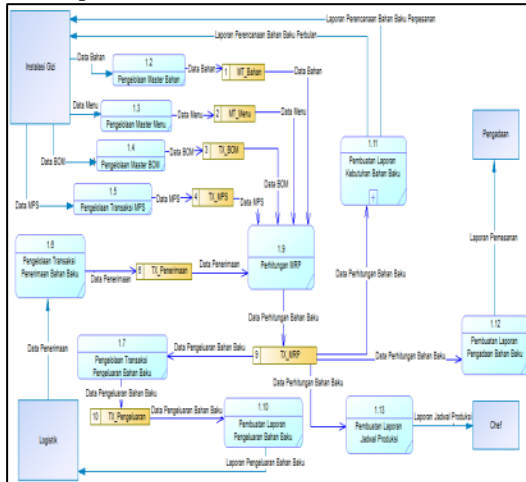 Laporan Perencanaan Bahan Baku Perpesanan
Laporan Perencanaan Bahan Baku Perbulan
Instalasi Gizi
Data Bahan
1.2
Pengelolaan Master Bahan
Data Bahan
1 MT_Bahan
Data Bahan
Data Menu
1.3
Pengelolaan Master Menu
Data Menu
2 MT_Menu
Data Menu
Data BOM
1.4
Pengelolaan Master BOM
Data BOM
3 TX_BOM
Data BOM
Data MPS
1.5
Pengelolaan Transaksi MPS
Data MPS
4 TX_MPS
Data MPS
1.11
Pembuatan Laporan
Kebutuhan Bahan Baku
+
Pengadaan
Laporan Pemesanan
1.6
Pengelolaan Transaksi
Penerimaan Bahan Baku
Data Penerimaan
8 TX_Penerimaan
Data Penerimaan
1.9
Perhitungan MRP
Data Perhitungan Bahan Baku
Data Perhitungan Bahan Baku
Data Penerimaan
1.7
Pengelolaan Transaksi
Pengeluaran Bahan Baku
Data Pengeluaran Bahan Baku
9 TX_MRP
Data Perhitungan Bahan Baku
1.12
Pembuatan Laporan
Pengadaan Bahan Baku
Data Pengeluaran Bahan Baku
Data Perhitungan Bahan Baku
10 TX_Pengeluaran
Data Pengeluaran Bahan Baku
1.10
Pembuatan Laporan
Pengeluaran Bahan Baku
1.13
Pembuatan Laporan
Jadwal Produksi
Laporan Jadwal Produksi
Chef
Logistik
Laporan Pengeluaran Bahan Baku